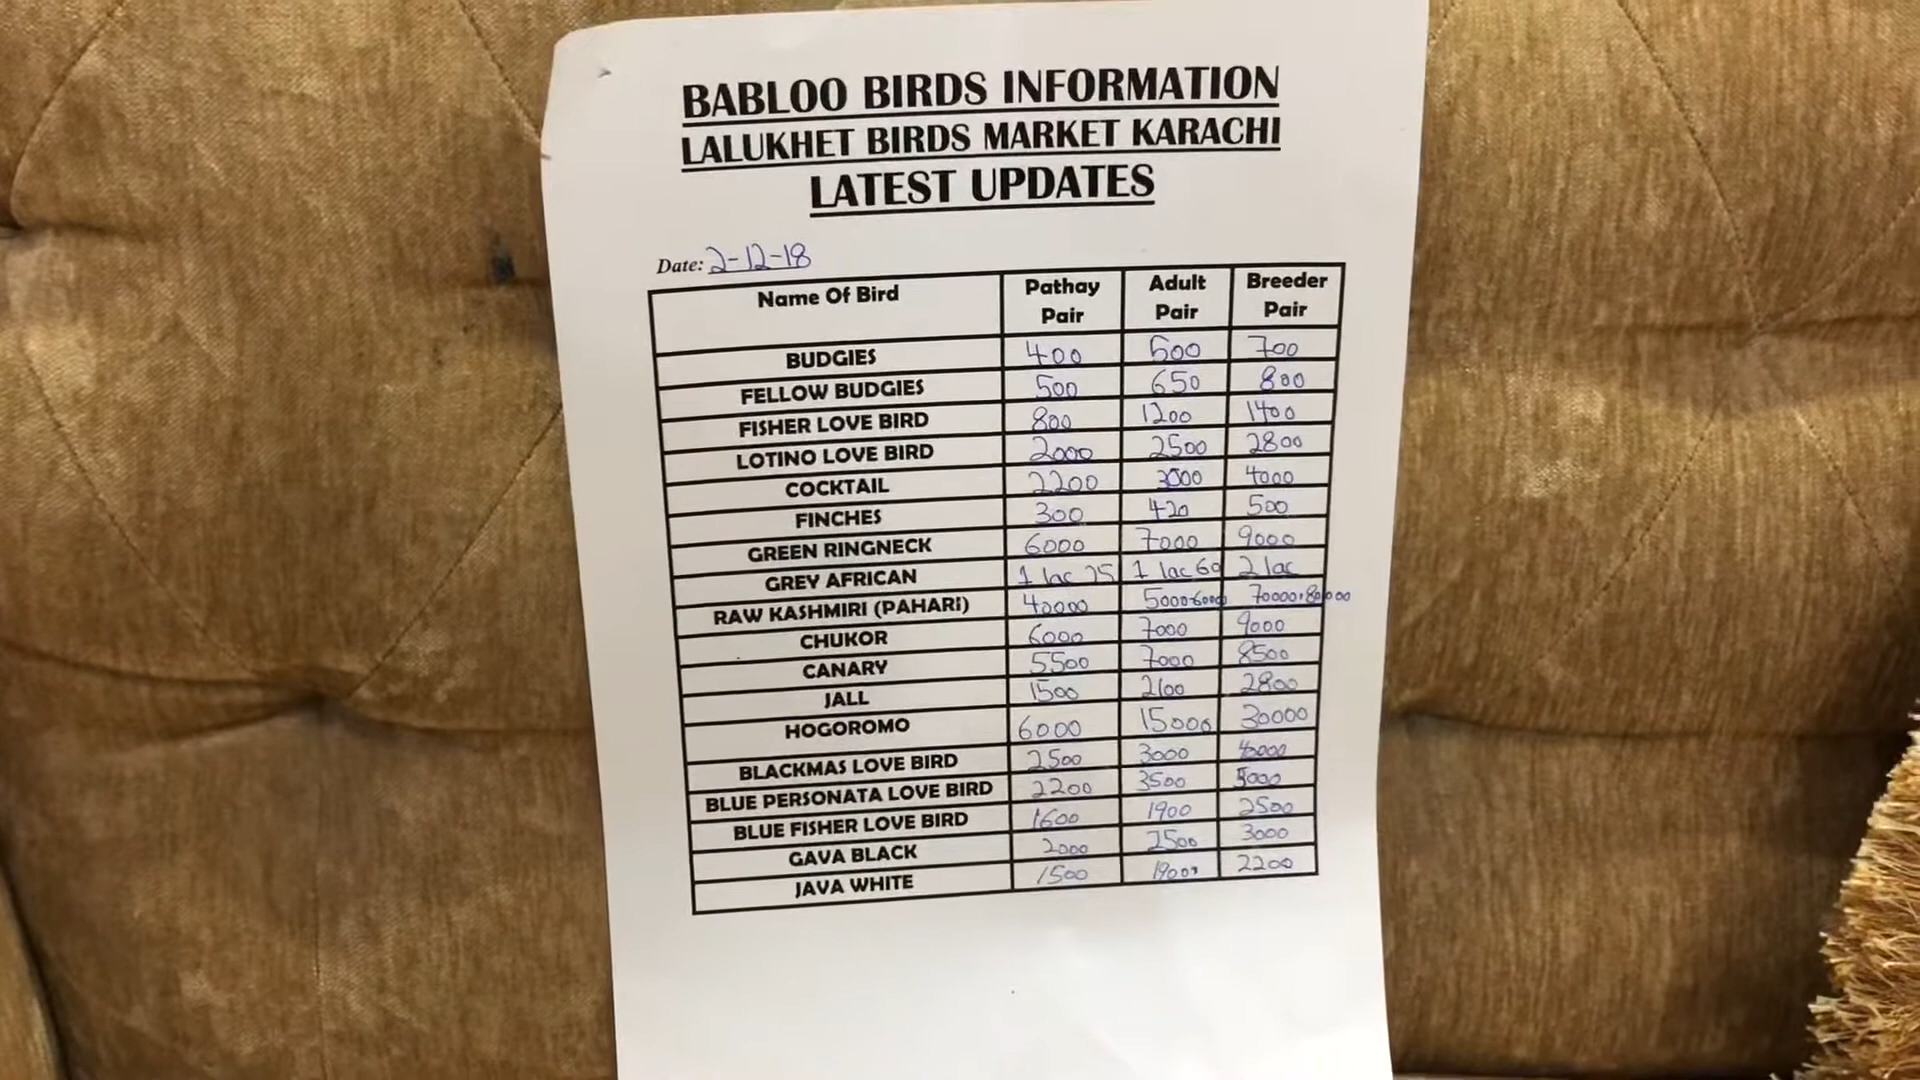 BABLOO BIRDS INFORMATION
LALUKHET BIRDS MARKET KARACHI
LATEST UPDATES
Date: 2-12-18
Name Of Bird Pathay Pair Adult Pair Breeder Pair
BUDGIES 400 500 700
FELLOW BUDGIES 500 650 800
FISHER LOVE BIRD 800 1200 1400
LOTINO LOVE BIRD 2000 2500 2800
COCKTAIL 2200 3000 4000
FINCHES 300 420 500
GREEN RINGNECK 6000 7000 9000
GREY AFRICAN 1 lac 25 1 lac 60 2 lac
RAW KASHMIRI (PAHARI) 40000 70000.80000
CHUKOR 6000 7000 9000
CANARY 5500 7000 8500
JALL 1500 2100 2800
HOGOROMO 6000 15000 30000
BLACKMAS LOVE BIRD 2500 3000
BLUE PERSONATA LOVE BIRD 2200 3500 5000
BLUE FISHER LOVE BIRD 1600 1900 2500
GAVA BLACK 2000 2500 3000
JAVA WHITE 1500 1900 2200